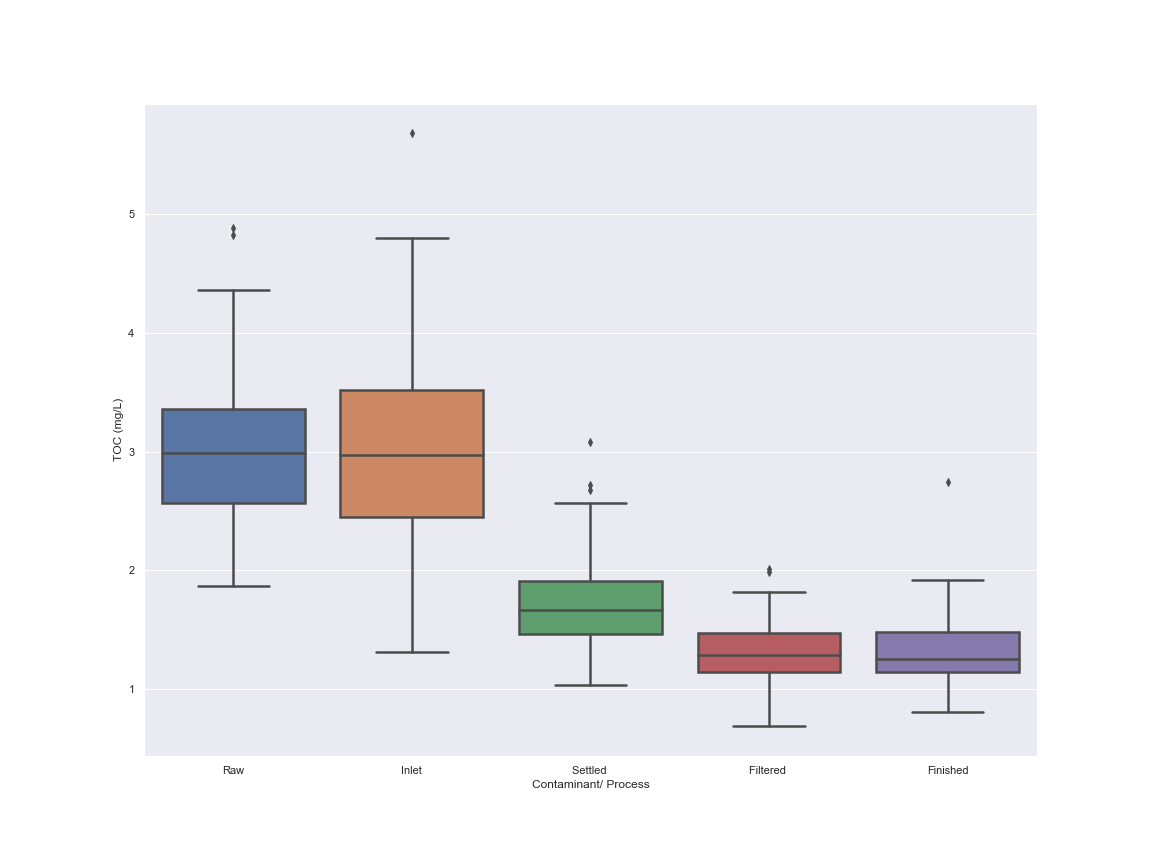 TOC (mg/L)
5
4
3
2
1
Raw
Inlet
Settled
Filtered
Finished
Contaminant/ Process